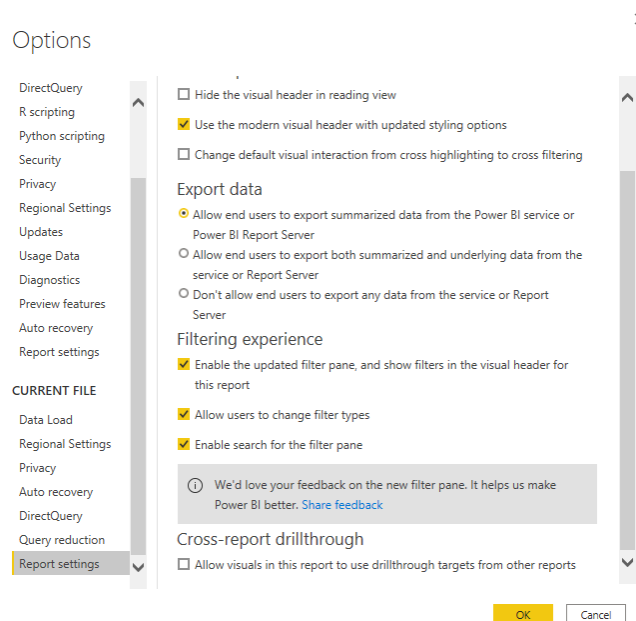 Options
DirectQuery
R scripting
Python scripting
Security
Privacy
Regional Settings
Updates
Usage Data
Diagnostics
Preview features
Auto recovery
Report settings
CURRENT FILE
Data Load
Regional Settings
Privacy
Auto recovery
DirectQuery
Query reduction
Report settings
Hide the visual header in reading view
Use the modern visual header with updated styling options
Change default visual interaction from cross highlighting to cross filtering
Export data
Allow end users to export summarized data from the Power BI service or
Power BI Report Server
Allow end users to export both summarized and underlying data from the
service or Report Server
Don't allow end users to export any data from the service or Report
Server
Filtering experience
Enable the updated filter pane, and show filters in the visual header for
this report
Allow users to change filter types
Enable search for the filter pane
We'd love your feedback on the new filter pane. It helps us make
Power BI better. Share feedback
Cross-report drillthrough
Allow visuals in this report to use drillthrough targets from other reports
OK
Cancel